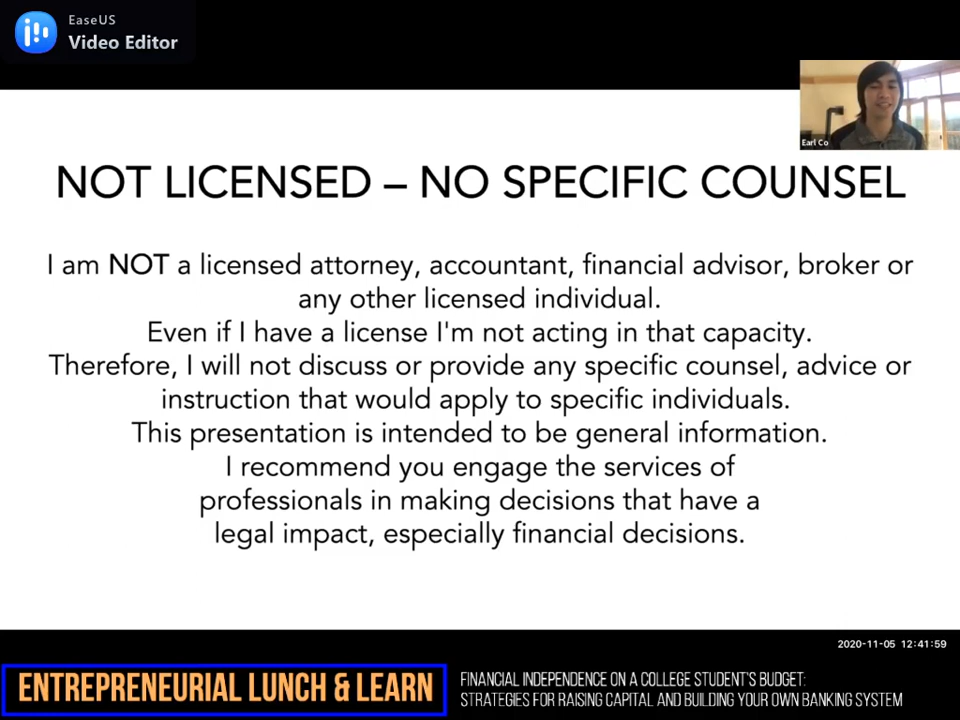 EaseUS
Video Editor
Earl Co
NOT LICENSED – NO SPECIFIC COUNSEL
I am NOT a licensed attorney, accountant, financial advisor, broker or
any other licensed individual.
Even if I have a license I'm not acting in that capacity.
Therefore, I will not discuss or provide any specific counsel, advice or
instruction that would apply to specific individuals.
This presentation is intended to be general information.
I recommend you engage the services of
professionals in making decisions that have a
legal impact, especially financial decisions.
2020-11-05 12:41:59
ENTREPRENEURIAL LUNCH & LEARN
FINANCIAL INDEPENDENCE ON A COLLEGE STUDENT'S BUDGET:
STRATEGIES FOR RAISING CAPITAL AND BUILDING YOUR OWN BANKING SYSTEM